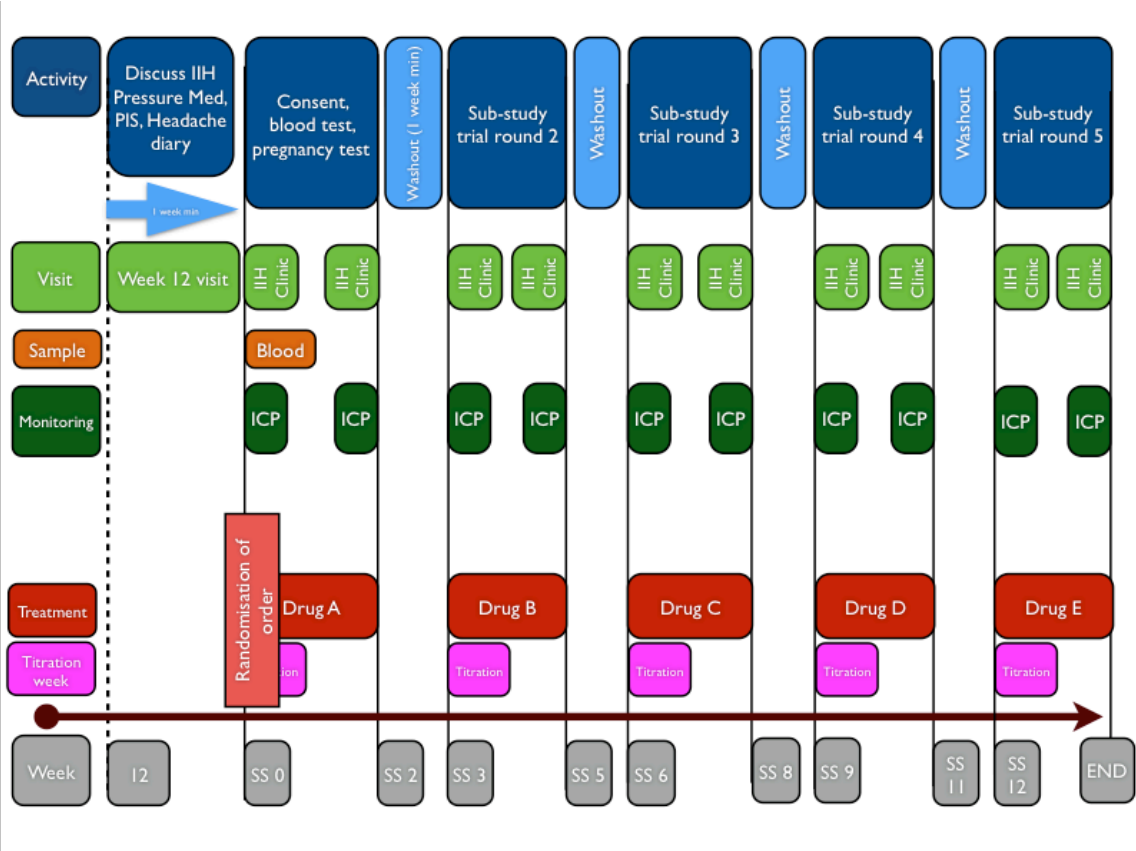 Activity
Discuss IIH
Pressure Med,
PIS, Headache
diary
Consent,
blood test,
pregnancy test
Washout (1 week min)
Sub-study
trial round 2
Washout
Sub-study
trial round 3
Washout
Sub-study
trial round 4
Washout
Sub-study
trial round 5
1 week min
Visit
Week 12 visit
IIH
Clinic
IIH
Clinic
IIH
Clinic
IIH
Clinic
IIH
Clinic
IIH
Clinic
IIH
Clinic
IIH
Clinic
IIH
Clinic
IIH
Clinic
Sample
Blood
Monitoring
ICP
ICP
ICP
ICP
ICP
ICP
ICP
ICP
ICP
ICP
Randomisation of
order
Treatment
Drug A
Drug B
Drug C
Drug D
Drug E
Titration
week
ion
Titration
Titration
Titration
Titration
Week
12
SS 0
SS 2
SS 3
SS 5
SS 6
SS 8
SS 9
SS
11
SS
12
END